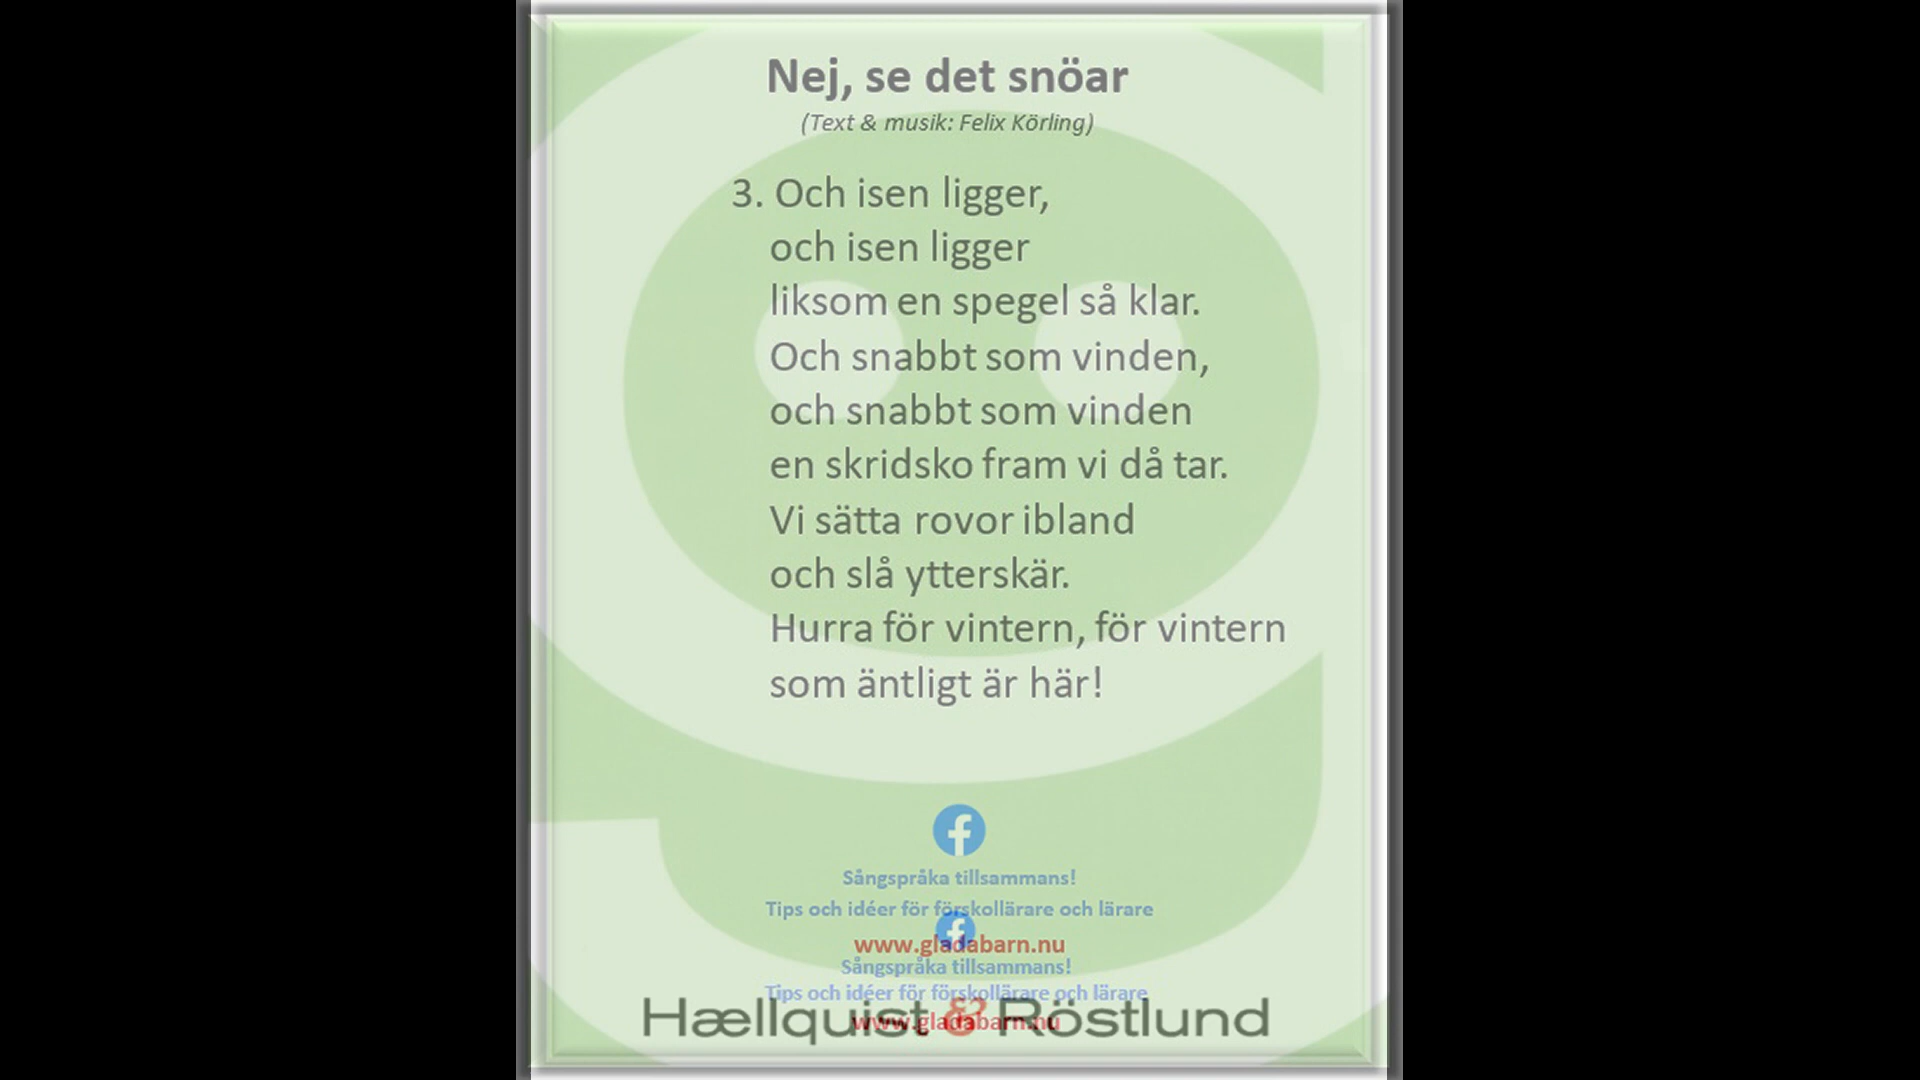 Nej, se det snöar
(Text & musik: Felix Körling)
3. Och isen ligger,
och isen ligger
liksom en spegel så klar.
Och snabbt som vinden,
och snabbt som vinden
en skridsko fram vi då tar.
Vi sätta rovor ibland
och slå ytterskär.
Hurra för vintern, för vintern
som äntligt är här!
Sångspråka tillsammans!
Tips och idéer för förskollärare och lärare
www.gladabarn.nu
Sångspråka tillsammans!
Tips och idéer för förskollärare och lärare
Hællquist & Röstlund
www.gladabarn.nu